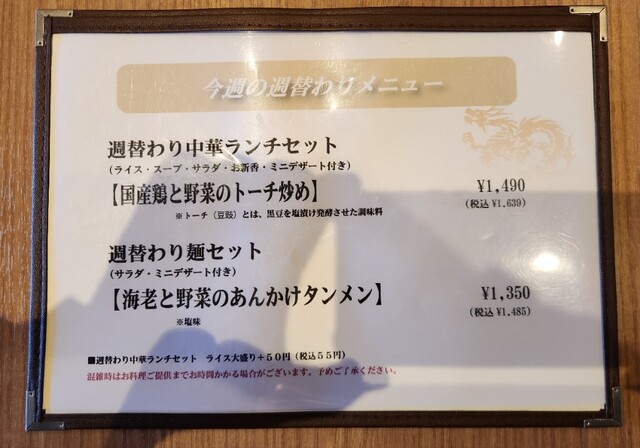 今週の週替わりメニュー
週替わり中華ランチセット
(ライス・スープ・サラダ・お新香・ミニデザート付き)
【国産鶏と野菜のトーチ炒め】 ¥1,490
(税込 ¥1,639)
※トーチ（豆豉）とは、黒豆を塩漬け発酵させた調味料
週替わり麺セット
(サラダ・ミニデザート付き)
【海老と野菜のあんかけタンメン】 ¥1,350
(税込 ¥1,485)
※塩味
■週替わり中華ランチセット ライス大盛り＋５０円（税込５５円）
混雑時はお料理ご提供までお時間かかる場合がございます。予めご了承ください。